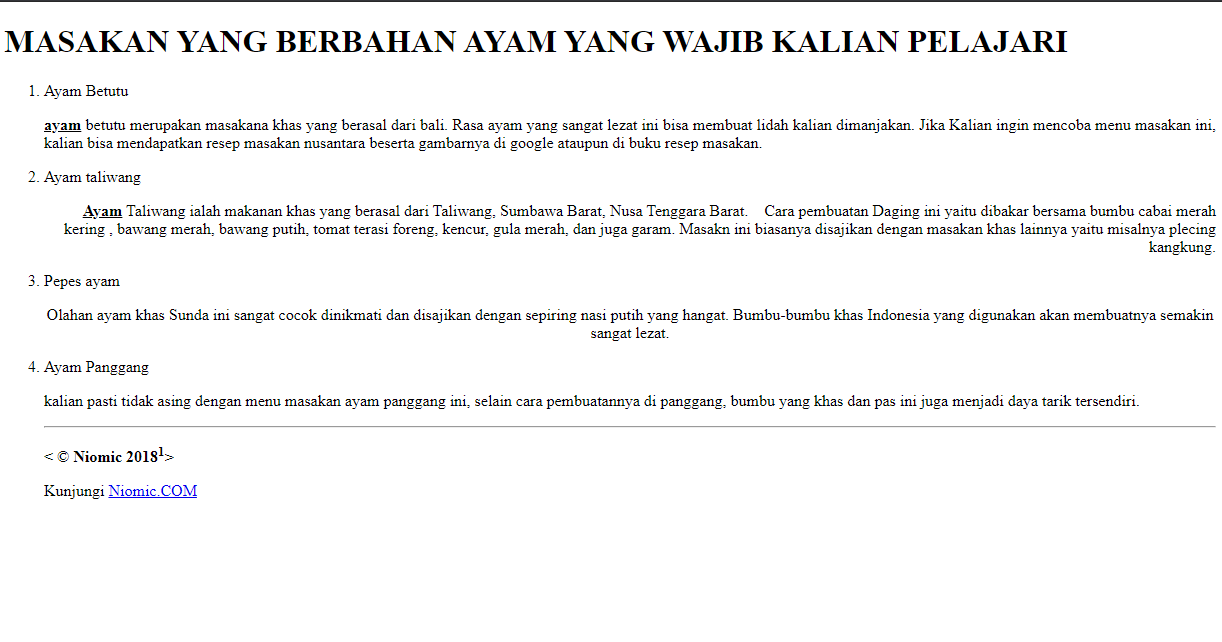 MASAKAN YANG BERBAHAN AYAM YANG WAJIB KALIAN PELAJARI
1. Ayam Betutu
ayam betutu merupakan masakana khas yang berasal dari bali. Rasa ayam yang sangat lezat ini bisa membuat lidah kalian dimanjakan. Jika Kalian ingin mencoba menu masakan ini,
kalian bisa mendapatkan resep masakan nusantara beserta gambarnya di google ataupun di buku resep masakan.
2. Ayam taliwang
Ayam Taliwang ialah makanan khas yang berasal dari Taliwang, Sumbawa Barat, Nusa Tenggara Barat. Cara pembuatan Daging ini yaitu dibakar bersama bumbu cabai merah
kering , bawang merah, bawang putih, tomat terasi foreng, kencur, gula merah, dan juga garam. Masakn ini biasanya disajikan dengan masakan khas lainnya yaitu misalnya plecing
kangkung.
3. Pepes ayam
Olahan ayam khas Sunda ini sangat cocok dinikmati dan disajikan dengan sepiring nasi putih yang hangat. Bumbu-bumbu khas Indonesia yang digunakan akan membuatnya semakin
sangat lezat.
4. Ayam Panggang
kalian pasti tidak asing dengan menu masakan ayam panggang ini, selain cara pembuatannya di panggang, bumbu yang khas dan pas ini juga menjadi daya tarik tersendiri.
< © Niomic 2018¹>
Kunjungi Niomic.COM